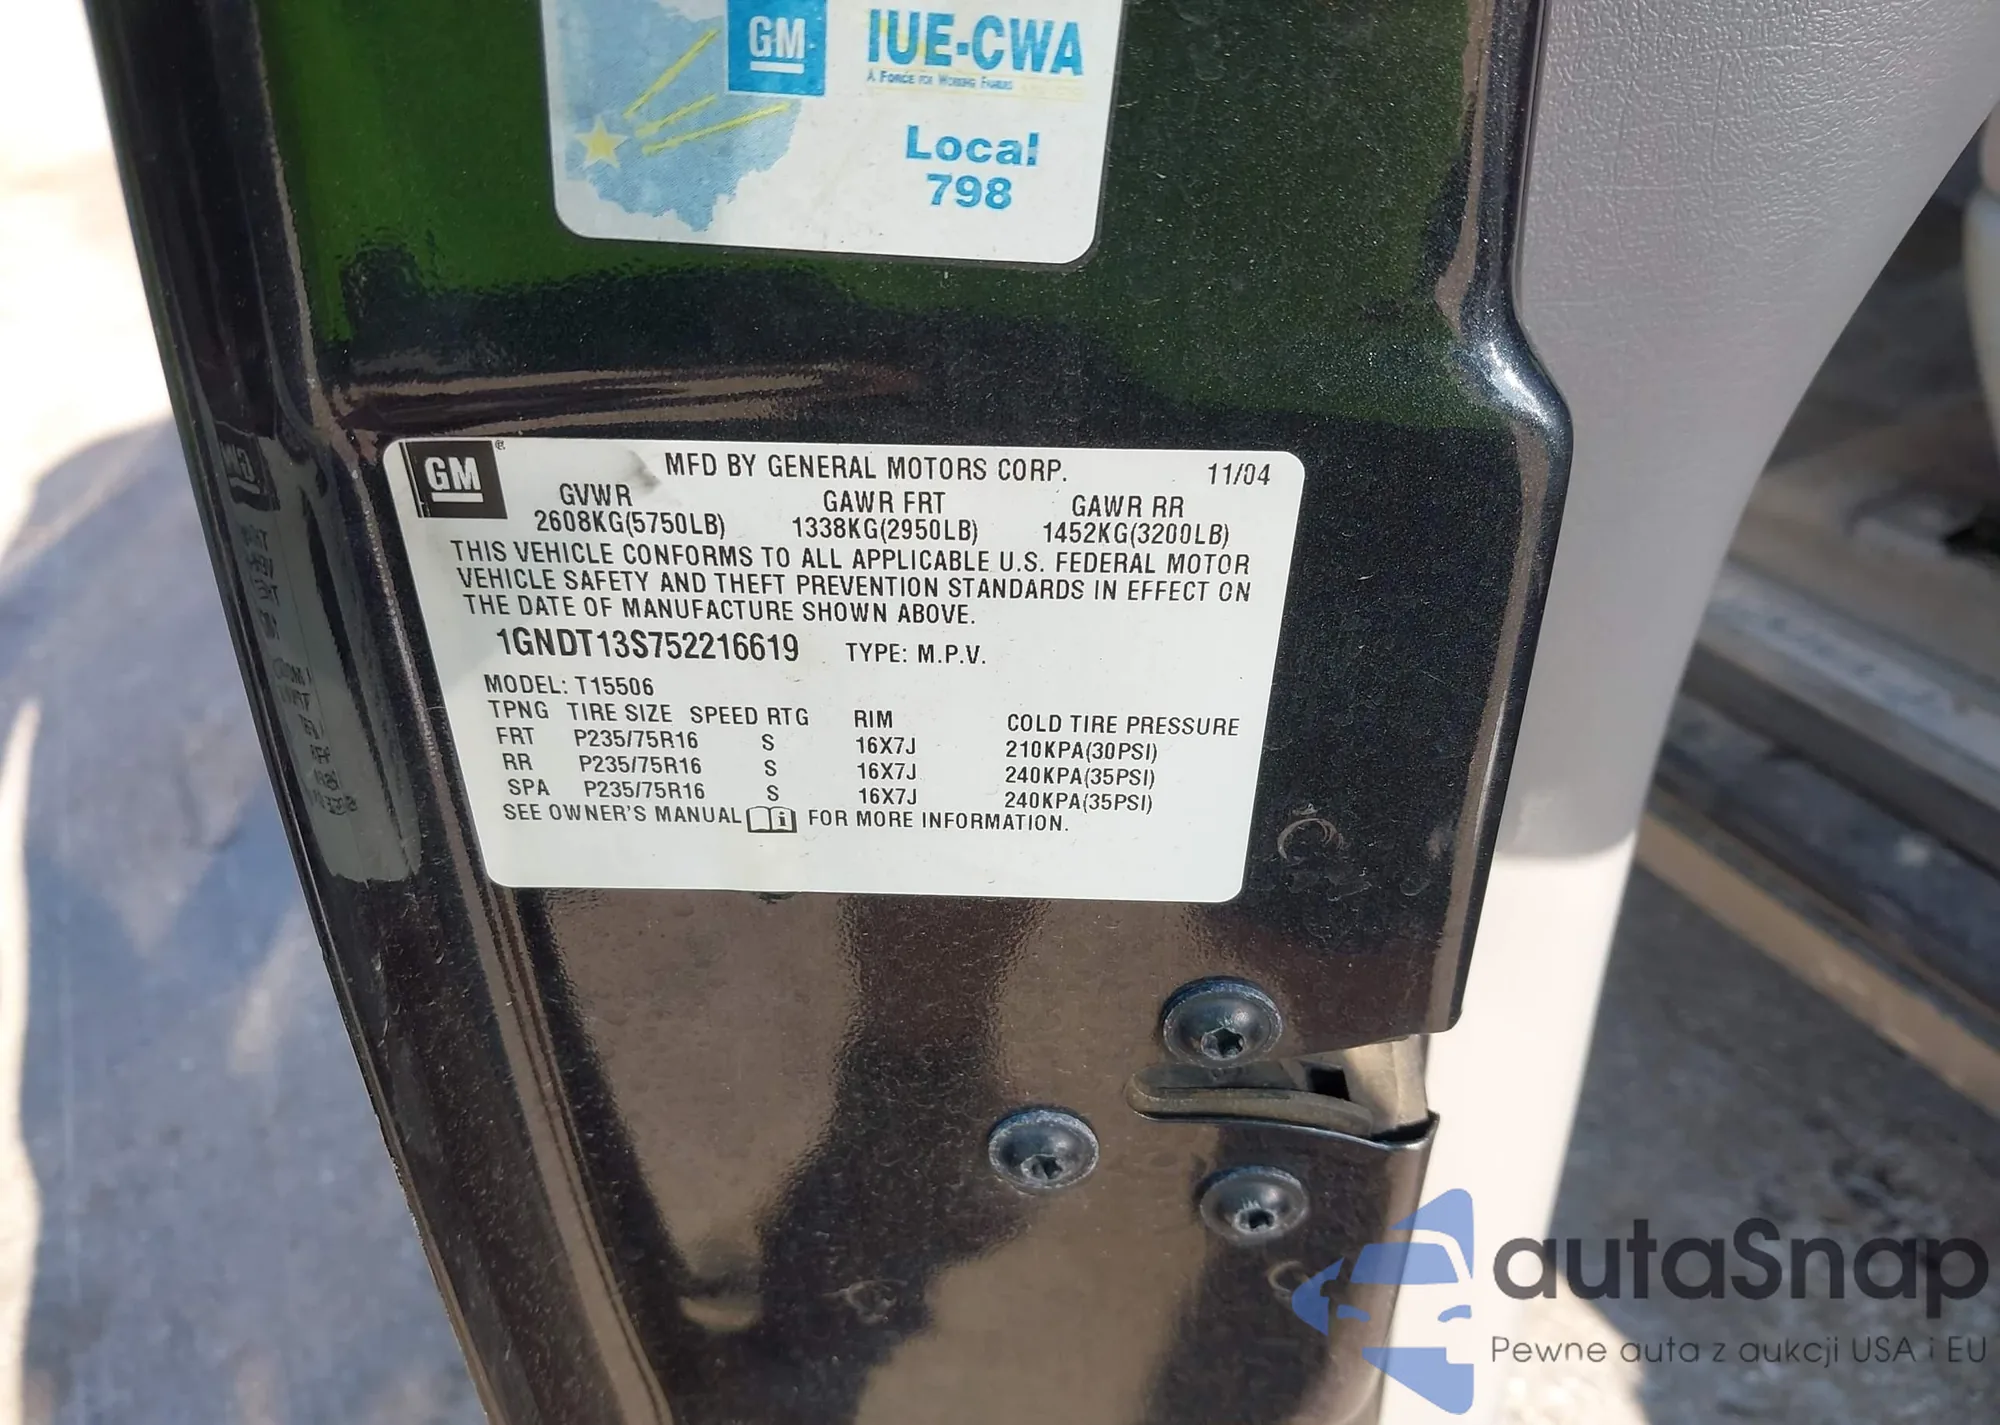 GM
IUE-CWA
A FORCE FOR WORKING FAMILIES
Local
798
GM
MFD BY GENERAL MOTORS CORP. 11/04
GVWR GAWR FRT GAWR RR
2608KG(5750LB) 1338KG(2950LB) 1452KG(3200LB)
THIS VEHICLE CONFORMS TO ALL APPLICABLE U.S. FEDERAL MOTOR
VEHICLE SAFETY AND THEFT PREVENTION STANDARDS IN EFFECT ON
THE DATE OF MANUFACTURE SHOWN ABOVE.
1GNDT13S752216619 TYPE: M.P.V.
MODEL: T15506
TPNG TIRE SIZE SPEED RTG RIM COLD TIRE PRESSURE
FRT P235/75R16 S 16X7J 210KPA(30PSI)
RR P235/75R16 S 16X7J 240KPA(35PSI)
SPA P235/75R16 S 16X7J 240KPA(35PSI)
SEE OWNER'S MANUAL i FOR MORE INFORMATION.
autaSnap
Pewne auta z aukcji USA i EU